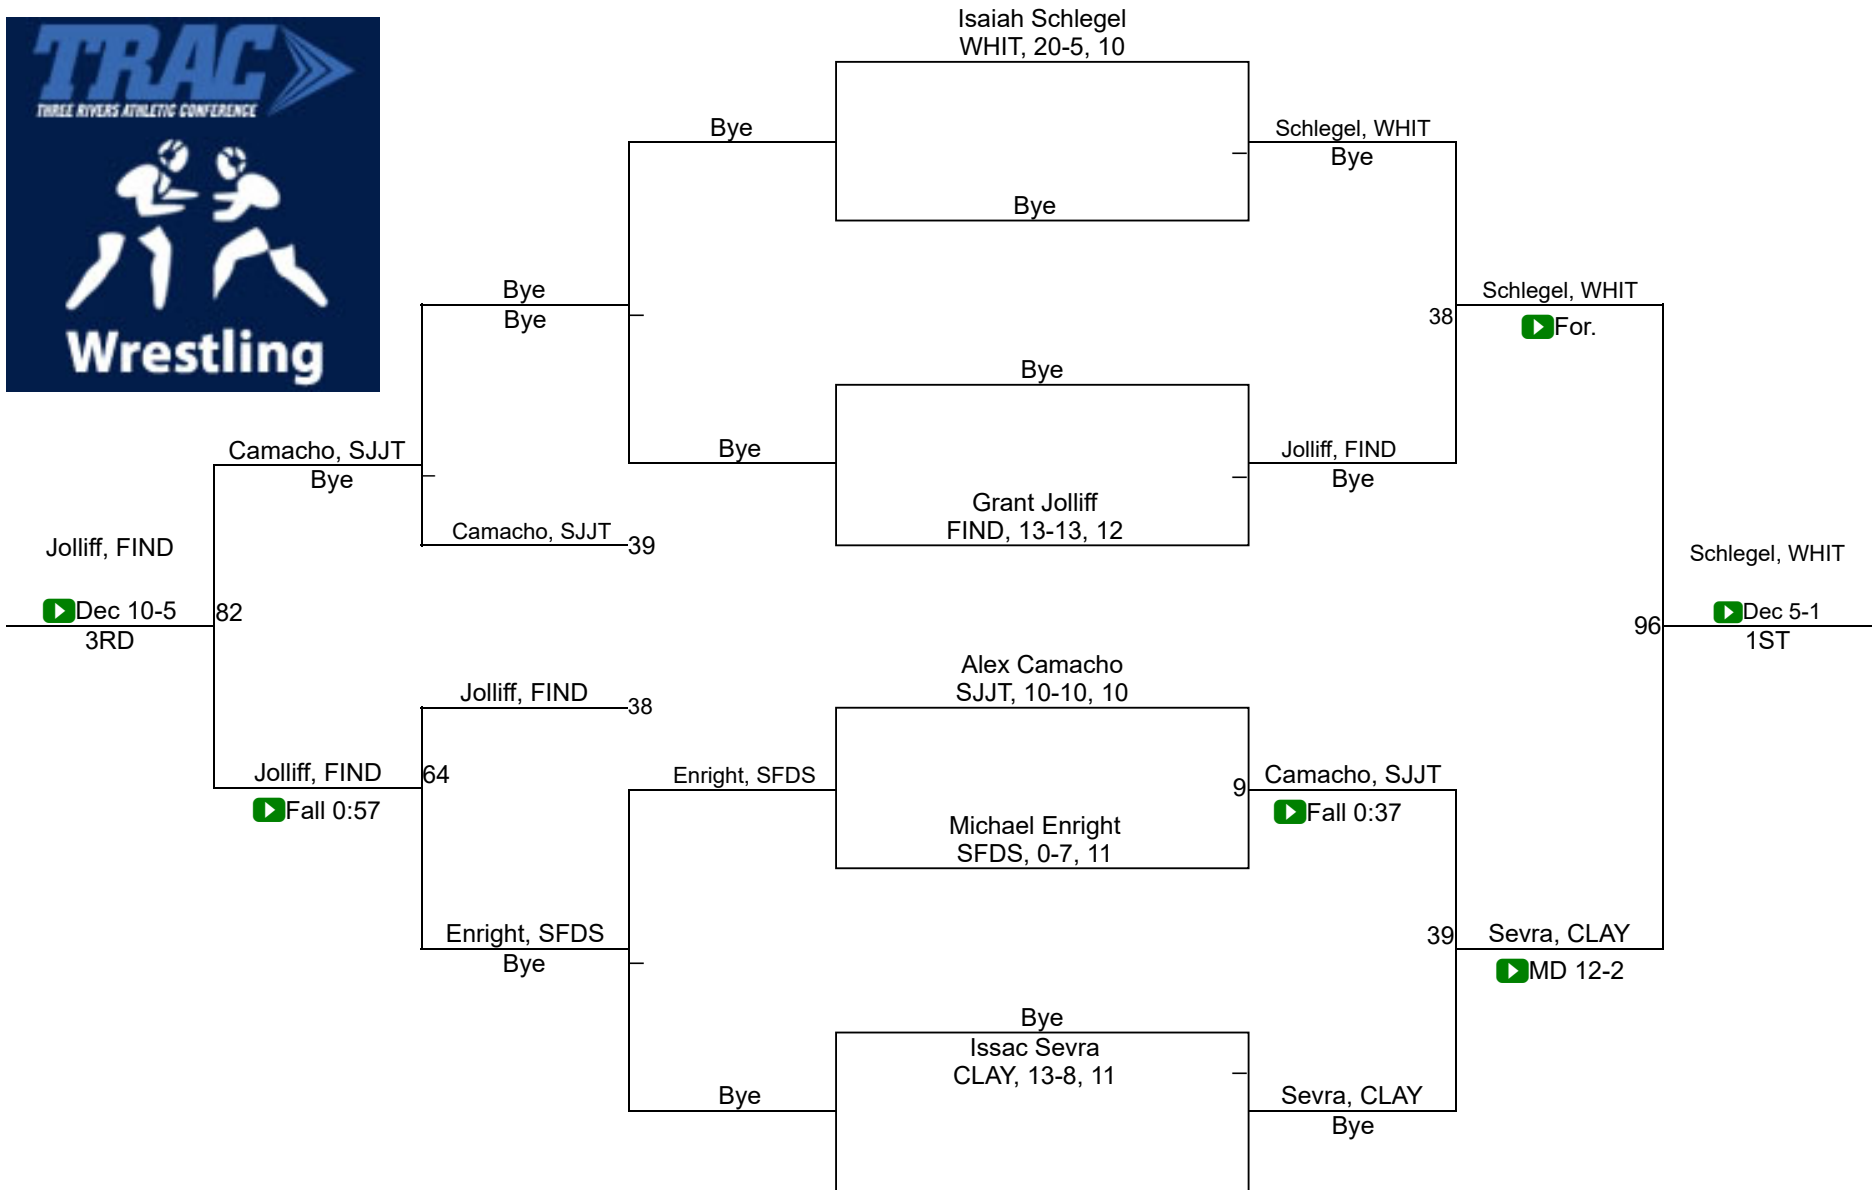 TRAC
THREE RIVERS ATHLETIC CONFERENCE
Wrestling
Isaiah Schlegel
WHIT, 20-5, 10
Bye
Schlegel, WHIT
Bye
Bye
Bye
Bye
Schlegel, WHIT
38
For.
Bye
Camacho, SJJT
Bye
Bye
Jolliff, FIND
Bye
Grant Jolliff
FIND, 13-13, 12
Camacho, SJJT
39
Jolliff, FIND
Schlegel, WHIT
Dec 10-5
82
3RD
96
Dec 5-1
1ST
Alex Camacho
SJJT, 10-10, 10
Jolliff, FIND
38
Jolliff, FIND
64
Fall 0:57
Enright, SFDS
9
Camacho, SJJT
Fall 0:37
Michael Enright
SFDS, 0-7, 11
Enright, SFDS
Bye
39
Sevra, CLAY
MD 12-2
Bye
Issac Sevra
CLAY, 13-8, 11
Bye
Sevra, CLAY
Bye